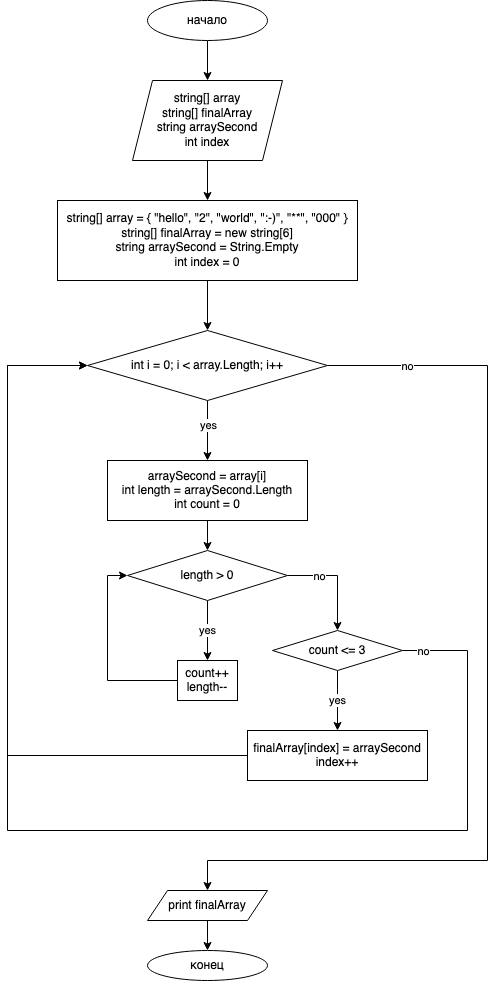 начало
string[] array
string[] finalArray
string arraySecond
int index
string[] array = { "hello", "2", "world", ":-)", "**", "000" }
string[] finalArray = new string[6]
string arraySecond = String.Empty
int index = 0
int i = 0; i < array.Length; i++
no
yes
arraySecond = array[i]
int length = arraySecond.Length
int count = 0
length > 0
no
yes
count++
length--
count <= 3
no
yes
finalArray[index] = arraySecond
index++
print finalArray
конец